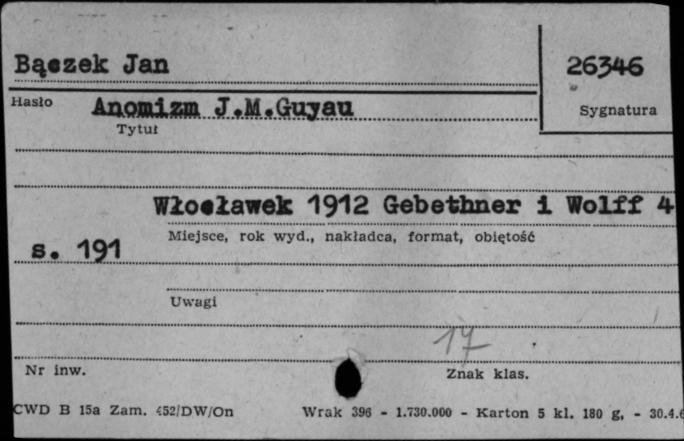 Bączek Jan
26346
Hasło
Anomizm J.M.Guyau
Sygnatura
Tytuł
Włocławek 1912 Gebethner i Wolff 4
Miejsce, rok wyd., nakładca, format, objętość
s. 191
Uwagi
17
Nr inw.
Znak klas.
CWD B 15a Zam. 452/DW/On Wrak 396 - 1.730.000 - Karton 5 kl. 180 g, - 30.4.6